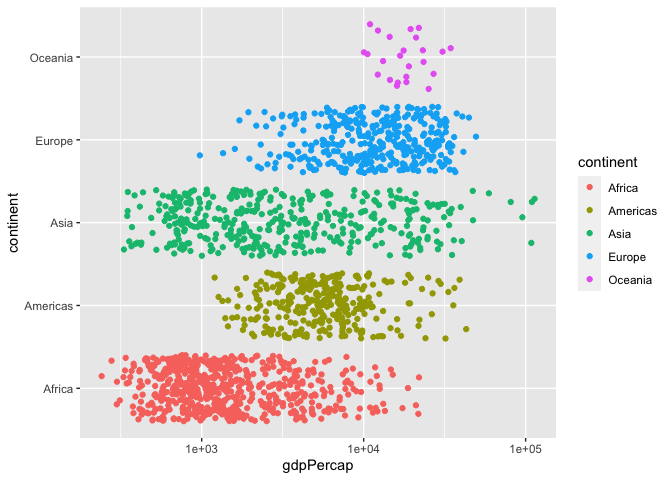 Oceania
Europe
Asia
Americas
Africa
continent
1e+03 1e+04 1e+05
gdpPercap
continent
Africa
Americas
Asia
Europe
Oceania